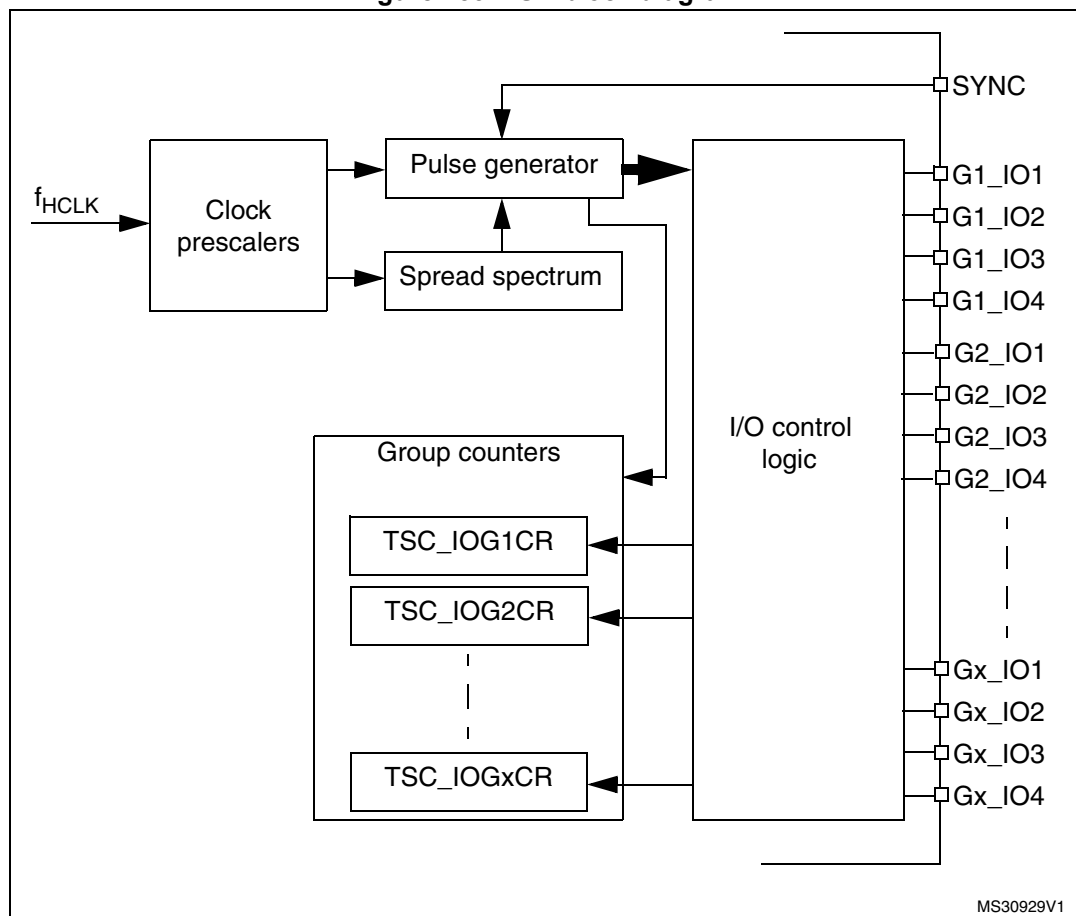 SYNC
Pulse generator
G1_IO1
fHCLK
Clock
prescalers
G1_IO2
G1_IO3
Spread spectrum
G1_IO4
G2_IO1
G2_IO2
I/O control
logic
G2_IO3
Group counters
G2_IO4
TSC_IOG1CR
TSC_IOG2CR
Gx_IO1
Gx_IO2
Gx_IO3
TSC_IOGxCR
Gx_IO4
MS30929V1